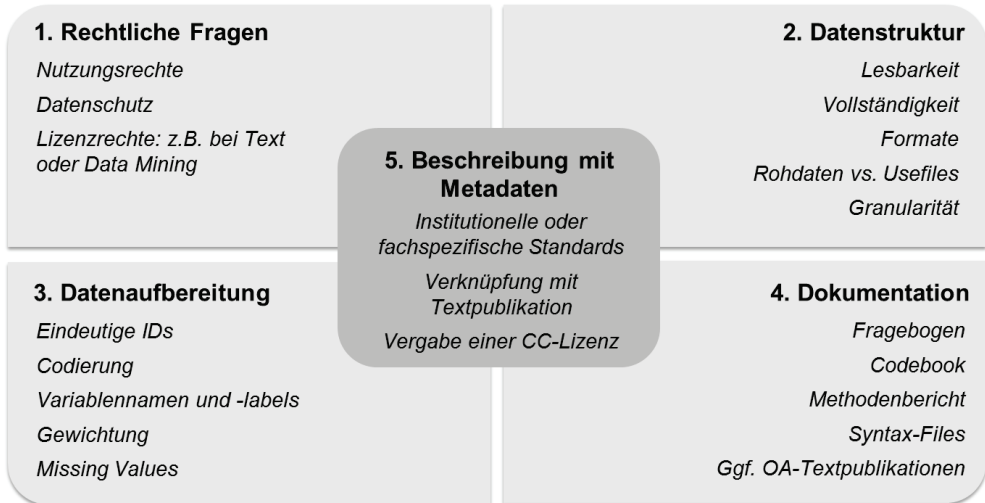 1. Rechtliche Fragen
Nutzungsrechte
Datenschutz
Lizenzrechte: z.B. bei Text
oder Data Mining
2. Datenstruktur
Lesbarkeit
Vollständigkeit
Formate
Rohdaten vs. Usefiles
Granularität
5. Beschreibung mit
Metadaten
Institutionelle oder
fachspezifische Standards
Verknüpfung mit
Textpublikation
Vergabe einer CC-Lizenz
3. Datenaufbereitung
Eindeutige IDs
Codierung
Variablennamen und -labels
Gewichtung
Missing Values
4. Dokumentation
Fragebogen
Codebook
Methodenbericht
Syntax-Files
Ggf. OA-Textpublikationen